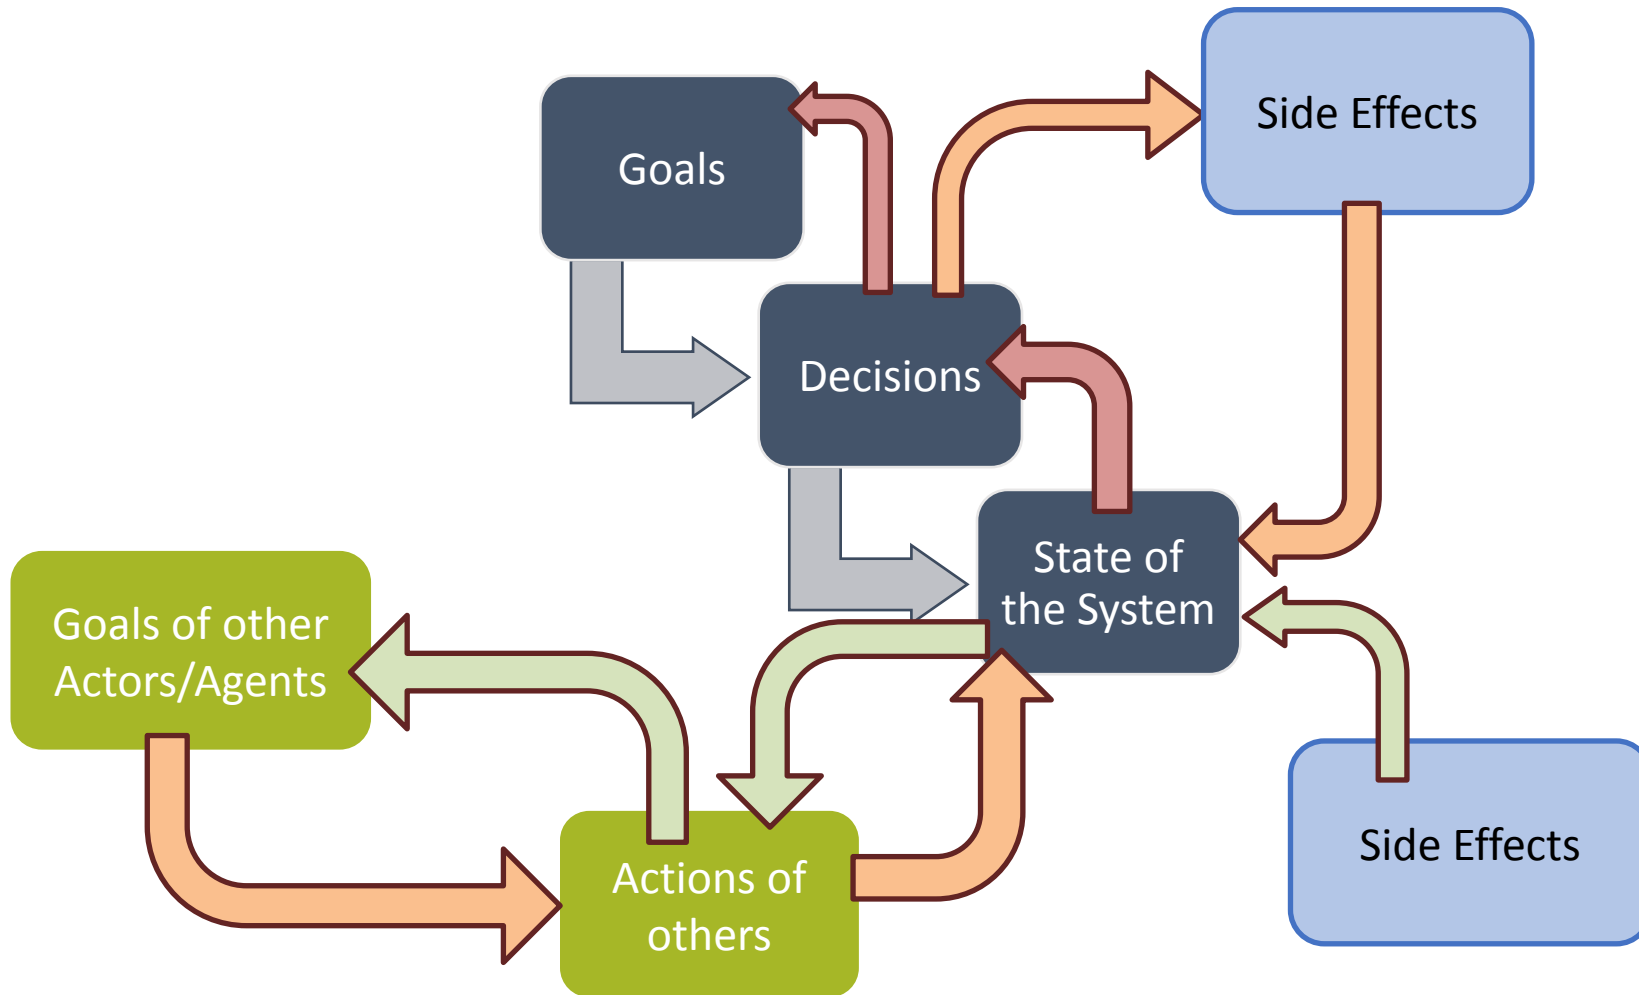 Side Effects
Goals
Decisions
State of
the System
Goals of other
Actors/Agents
Actions of
others
Side Effects